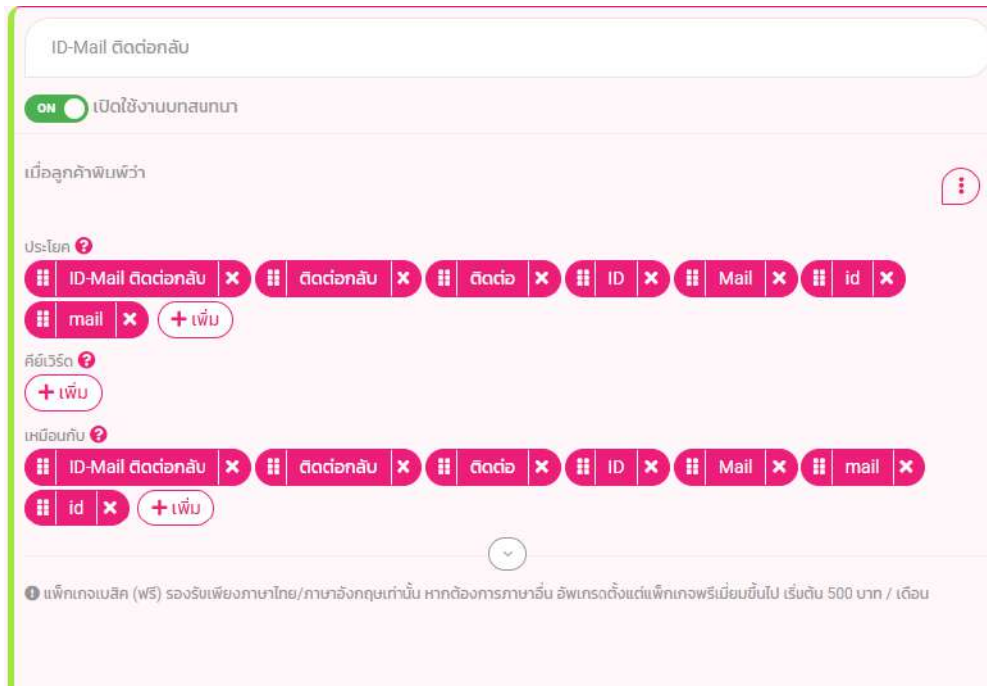 ID-Mail ติดต่อกลับ
ON เปิดใช้งานบทสนทนา
เมื่อลูกค้าพิมพ์ว่า
ประโยค
ID-Mail ติดต่อกลับ ติดต่อกลับ ติดต่อ ID Mail id
mail เพิ่ม
คีย์เวิร์ด
เพิ่ม
เหมือนกับ
ID-Mail ติดต่อกลับ ติดต่อกลับ ติดต่อ ID Mail mail
id เพิ่ม
แพ็กเกจเบสิค (ฟรี) รองรับเพียงภาษาไทย/ภาษาอังกฤษเท่านั้น หากต้องการภาษาอื่น อัพเกรดตั้งแต่แพ็กเกจพรีเมี่ยมขึ้นไป เริ่มต้น 500 บาท / เดือน